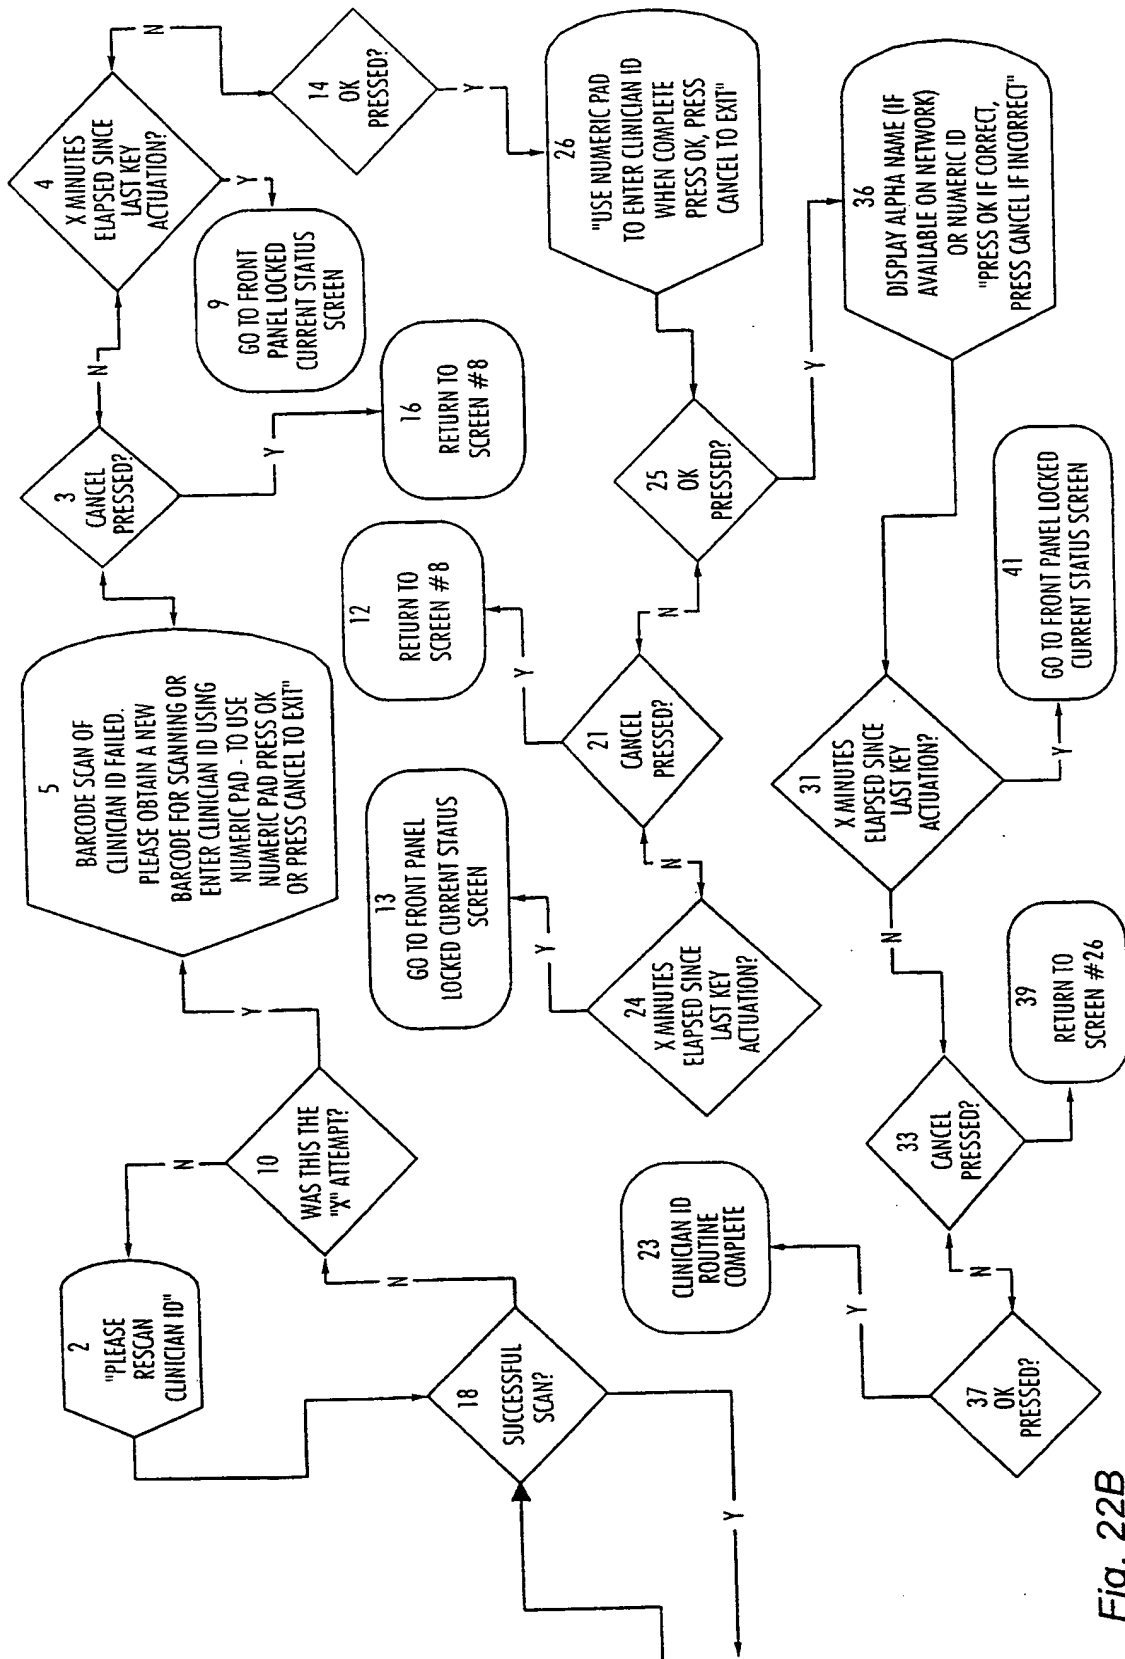 2
"PLEASE
RESCAN
CLINICIAN ID"
N
10
WAS THIS THE
"X" ATTEMPT?
Y
5
BARCODE SCAN OF
CLINICIAN ID FAILED.
PLEASE OBTAIN A NEW
BARCODE FOR SCANNING OR
ENTER CLINICIAN ID USING
NUMERIC PAD - TO USE
NUMERIC PAD PRESS OK
OR PRESS CANCEL TO EXIT"
3
CANCEL
PRESSED?
N
4
X MINUTES
ELAPSED SINCE
LAST KEY
ACTUATION?
N
Y
9
GO TO FRONT
PANEL LOCKED
CURRENT STATUS
SCREEN
Y
16
RETURN TO
SCREEN #8
14
OK
PRESSED?
Y
18
SUCCESSFUL
SCAN?
N
Y
13
GO TO FRONT PANEL
LOCKED CURRENT STATUS
SCREEN
Y
12
RETURN TO
SCREEN #8
Y
24
X MINUTES
ELAPSED SINCE
LAST KEY
ACTUATION?
N
21
CANCEL
PRESSED?
N
25
OK
PRESSED?
Y
26
"USE NUMERIC PAD
TO ENTER CLINICIAN ID
WHEN COMPLETE
PRESS OK, PRESS
CANCEL TO EXIT"
23
CLINICIAN ID
ROUTINE
COMPLETE
Y
37
OK
PRESSED?
N
33
CANCEL
PRESSED?
N
31
X MINUTES
ELAPSED SINCE
LAST KEY
ACTUATION?
Y
36
DISPLAY ALPHA NAME (IF
AVAILABLE ON NETWORK)
OR NUMERIC ID
"PRESS OK IF CORRECT,
PRESS CANCEL IF INCORRECT"
39
RETURN TO
SCREEN #26
41
GO TO FRONT PANEL LOCKED
CURRENT STATUS SCREEN
Fig. 22B